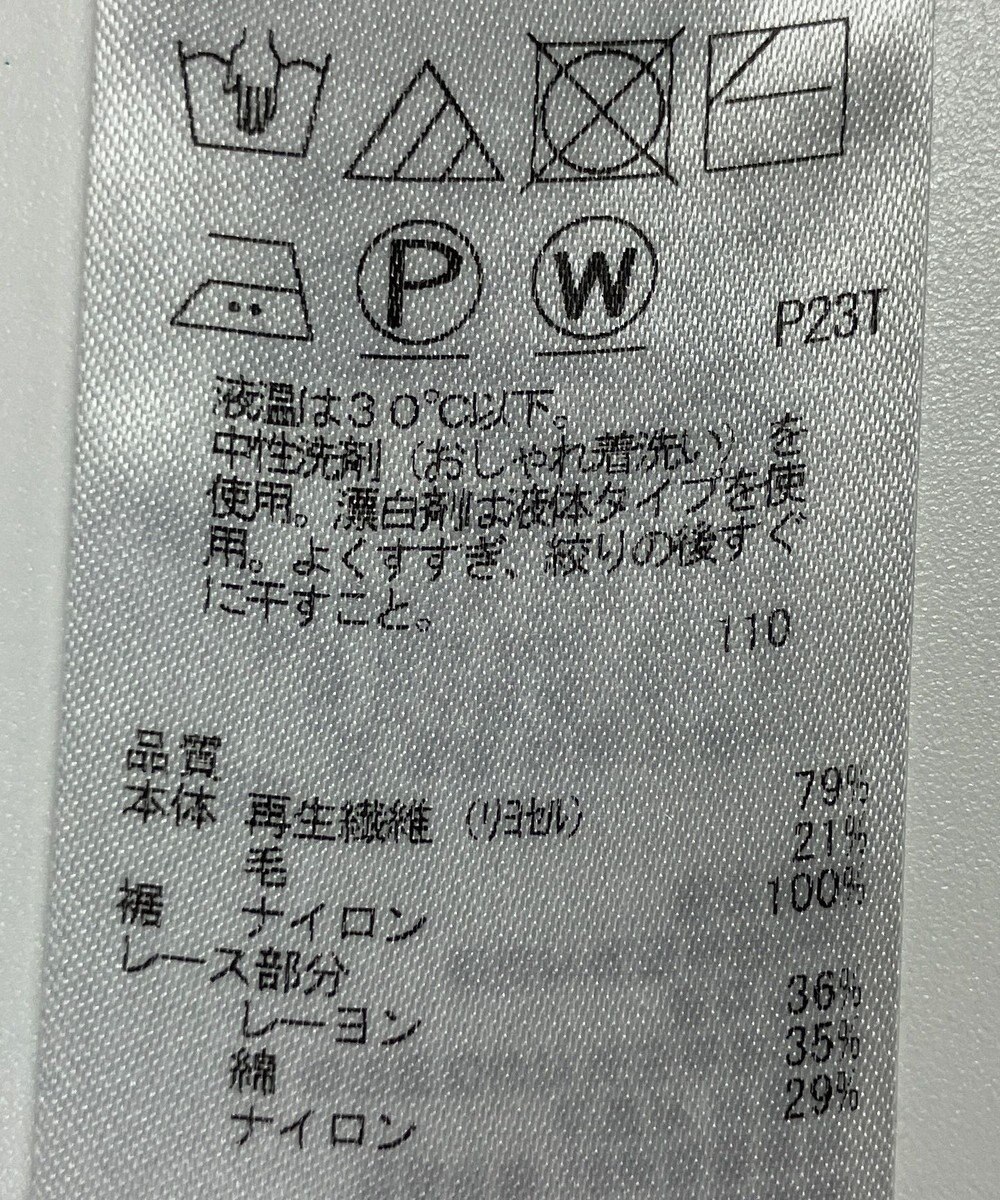 P W P23T
液温は30℃以下。
中性洗剤（おしゃれ着洗い）を
使用。漂白剤は液体タイプを使
用。よくすすぎ、絞りの後すぐ
に干すこと。
110
品質
本体 再生繊維（リヨセル） 79%
毛 21%
裾 ナイロン 100%
レース部分
レーヨン 36%
綿 35%
ナイロン 29%